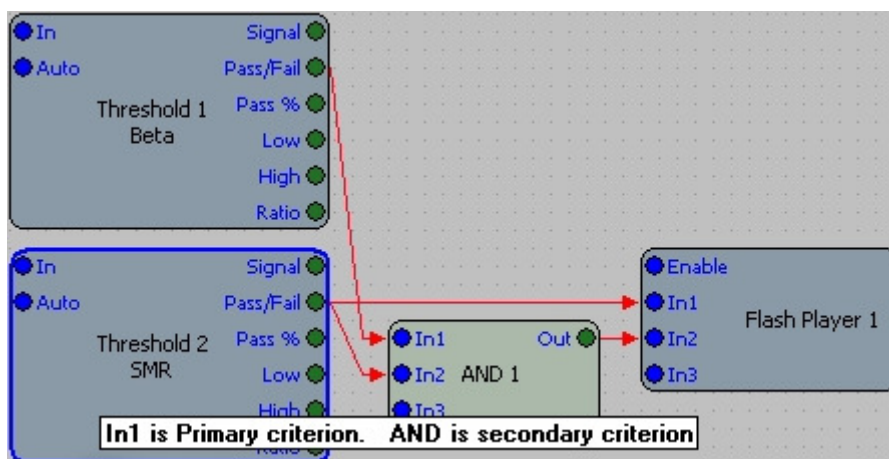 In Signal
Auto Pass/Fail
Threshold 1 Pass %
Beta
Low
High
Ratio
In Signal
Auto Pass/Fail
Threshold 2 Pass %
SMR
Low
High
Ratio
In1 Out
In2 AND 1
In3
Enable
In1
Flash Player 1
In2
In3
In1 is Primary criterion. AND is secondary criterion